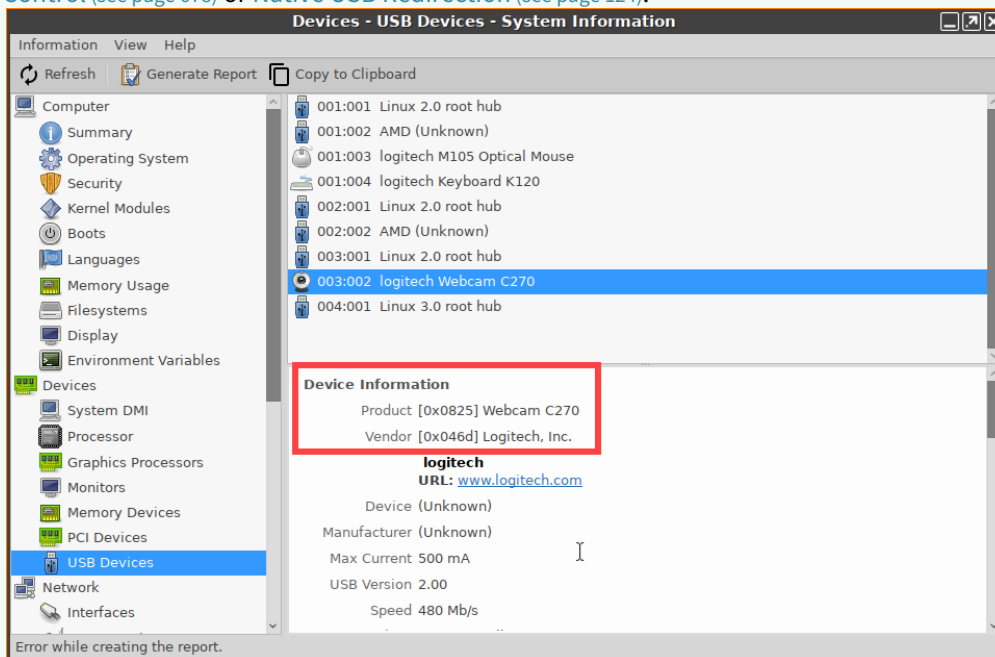 Devices - USB Devices - System Information
Information View Help
Refresh Generate Report Copy to Clipboard
Computer
Summary
Operating System
Security
Kernel Modules
Boots
Languages
Memory Usage
Filesystems
Display
Environment Variables
Devices
System DMI
Processor
Graphics Processors
Monitors
Memory Devices
PCI Devices
USB Devices
Network
Interfaces
001:001 Linux 2.0 root hub
001:002 AMD (Unknown)
001:003 logitech M105 Optical Mouse
001:004 logitech Keyboard K120
002:001 Linux 2.0 root hub
002:002 AMD (Unknown)
003:001 Linux 2.0 root hub
003:002 logitech Webcam C270
004:001 Linux 3.0 root hub
Device Information
Product [0x0825] Webcam C270
Vendor [0x046d] Logitech, Inc.
logitech
URL: www.logitech.com
Device (Unknown)
Manufacturer (Unknown)
Max Current 500 mA
USB Version 2.00
Speed 480 Mb/s
Error while creating the report.